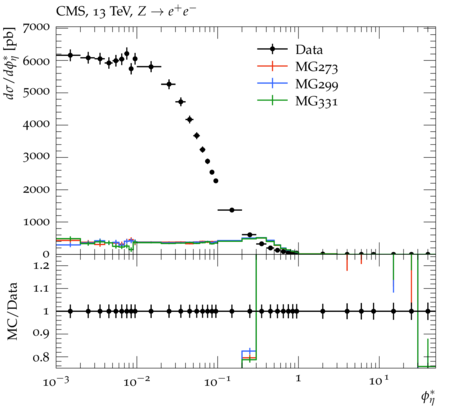 CMS, 13 TeV, Z → e⁺e⁻
dσ/dϕ*η [pb]
7000
6000
5000
4000
3000
2000
1000
0
Data
MG273
MG299
MG331
MC/Data
1.2
1.1
1
0.9
0.8
10⁻³ 10⁻² 10⁻¹ 1 10¹
ϕ*η